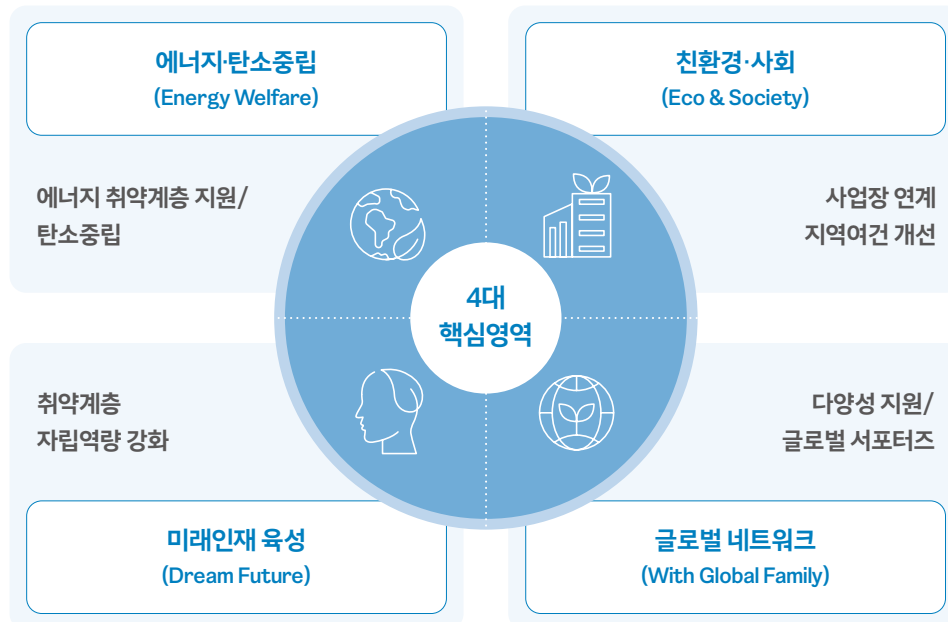 에너지·탄소중립
(Energy Welfare)
에너지 취약계층 지원/
탄소중립
친환경·사회
(Eco & Society)
사업장 연계
지역여건 개선
4대
핵심영역
취약계층
자립역량 강화
미래인재 육성
(Dream Future)
다양성 지원/
글로벌 서포터즈
글로벌 네트워크
(With Global Family)